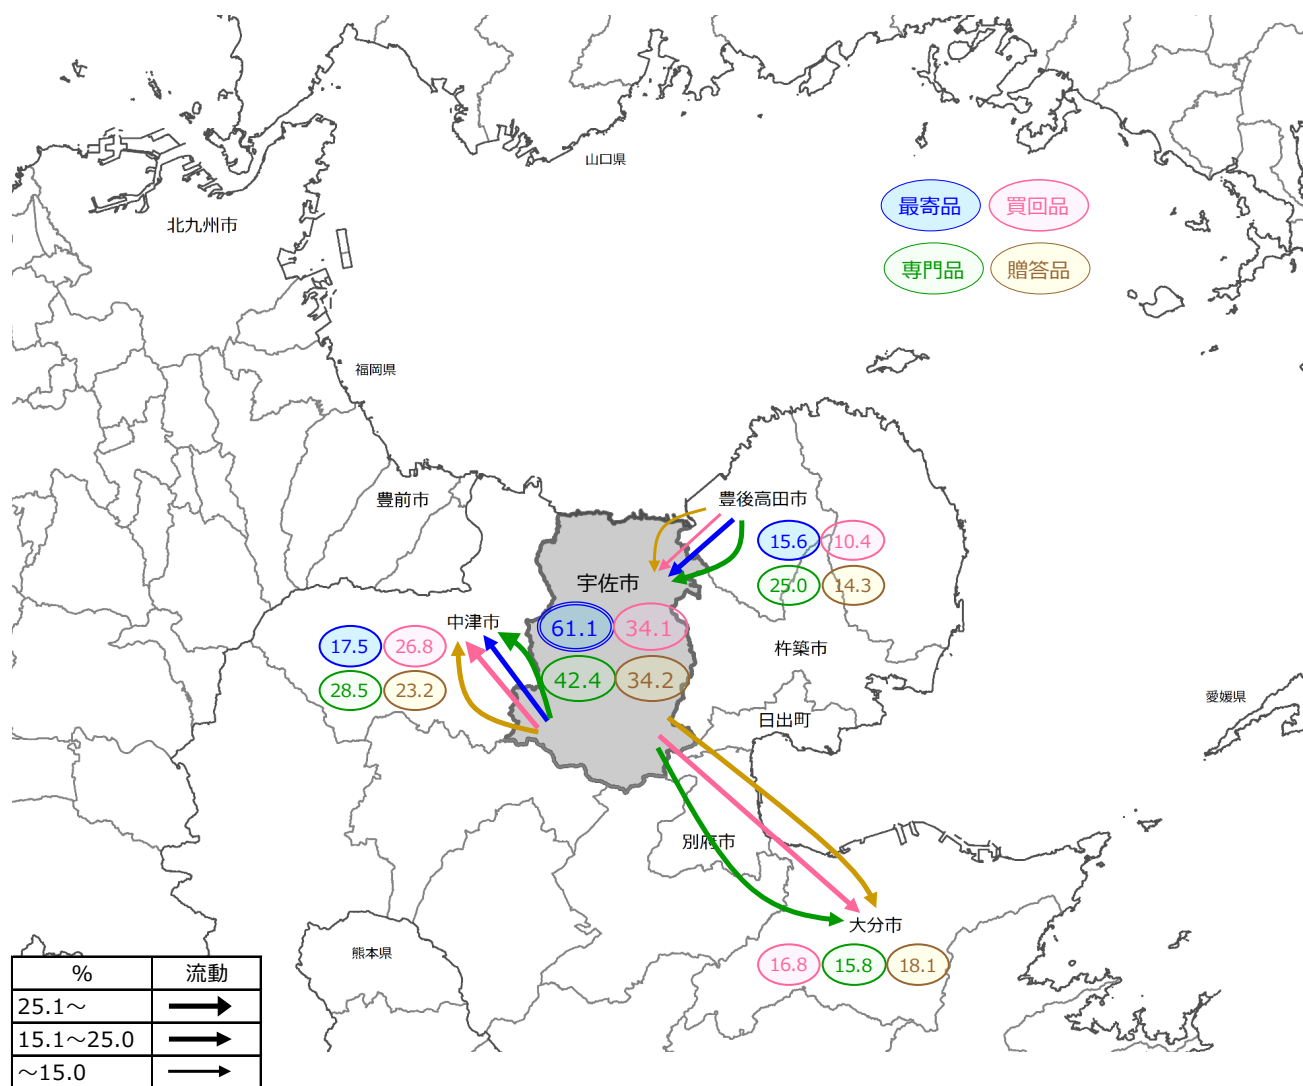 山口県
最寄品 買回品
北九州市
専門品 贈答品
福岡県
豊前市
豊後高田市
15.6 10.4
25.0 14.3
宇佐市
61.1 34.1
42.4 34.2
中津市
17.5 26.8
28.5 23.2
杵築市
日出町
愛媛県
別府市
大分市
16.8 15.8 18.1
熊本県
% 流動
25.1～
15.1～25.0
～15.0